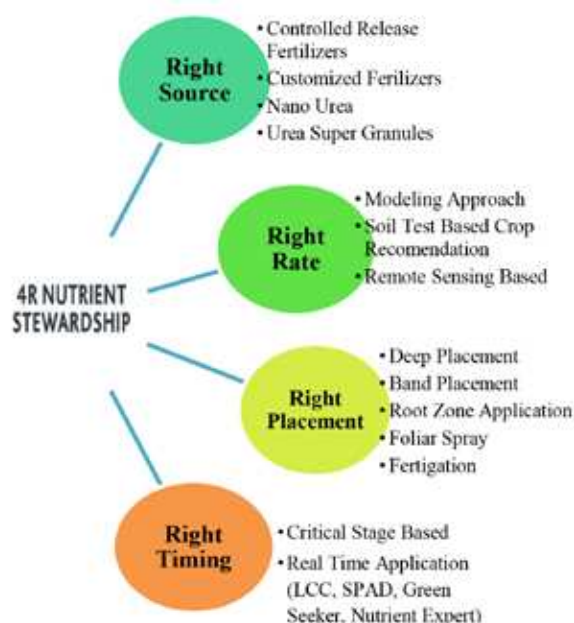 Right
Source
• Controlled Release
Fertilizers
• Customized Ferilizers
• Nano Urea
• Urea Super Granules
Right
Rate
• Modeling Approach
• Soil Test Based Crop
Recomendation
• Remote Sensing Based
4R NUTRIENT
STEWARDSHIP
Right
Placement
• Deep Placement
• Band Placement
• Root Zone Application
• Foliar Spray
• Fertigation
Right
Timing
• Critical Stage Based
• Real Time Application
(LCC, SPAD, Green
Seeker, Nutrient Expert)